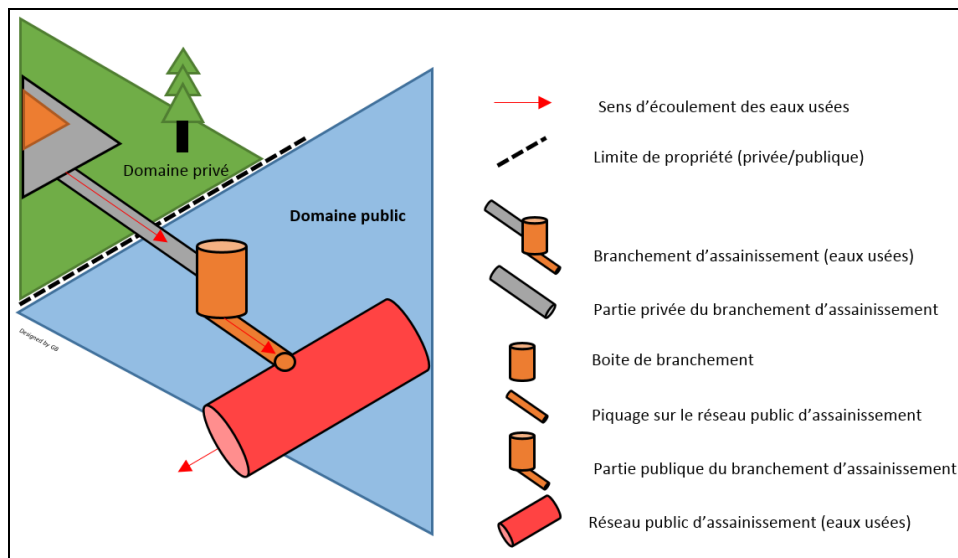 Domaine privé
Domaine public
Designed by GB
Sens d'écoulement des eaux usées
Limite de propriété (privée/publique)
Branchement d'assainissement (eaux usées)
Partie privée du branchement d'assainissement
Boite de branchement
Piquage sur le réseau public d'assainissement
Partie publique du branchement d'assainissement
Réseau public d'assainissement (eaux usées)